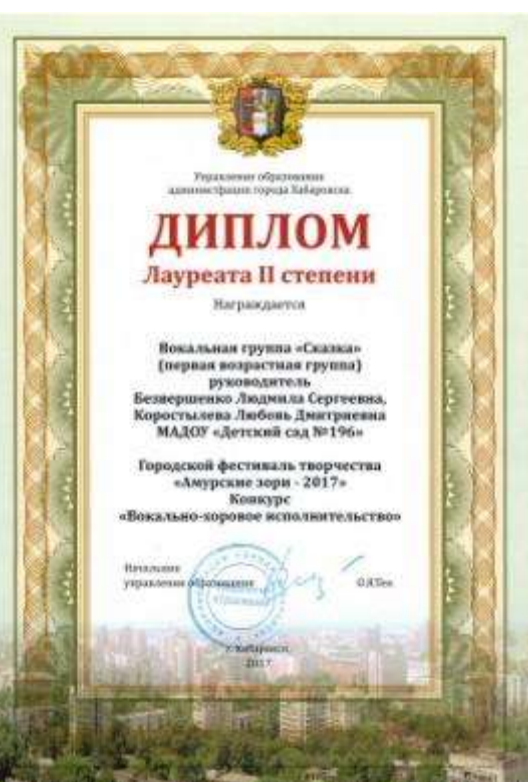 Управление образования
администрации города Хабаровска
ДИПЛОМ
Лауреата II степени
Награждается
Вокальная группа «Сказка»
(первая возрастная группа)
руководитель
Безвершенко Людмила Сергеевна,
Коростылева Любовь Дмитриевна
МАДОУ «Детский сад №196»
Городской фестиваль творчества
«Амурские зори - 2017»
Конкурс
«Вокально-хоровое исполнительство»
Начальник
управления образования О.Я.Тен
г. Хабаровск
2017